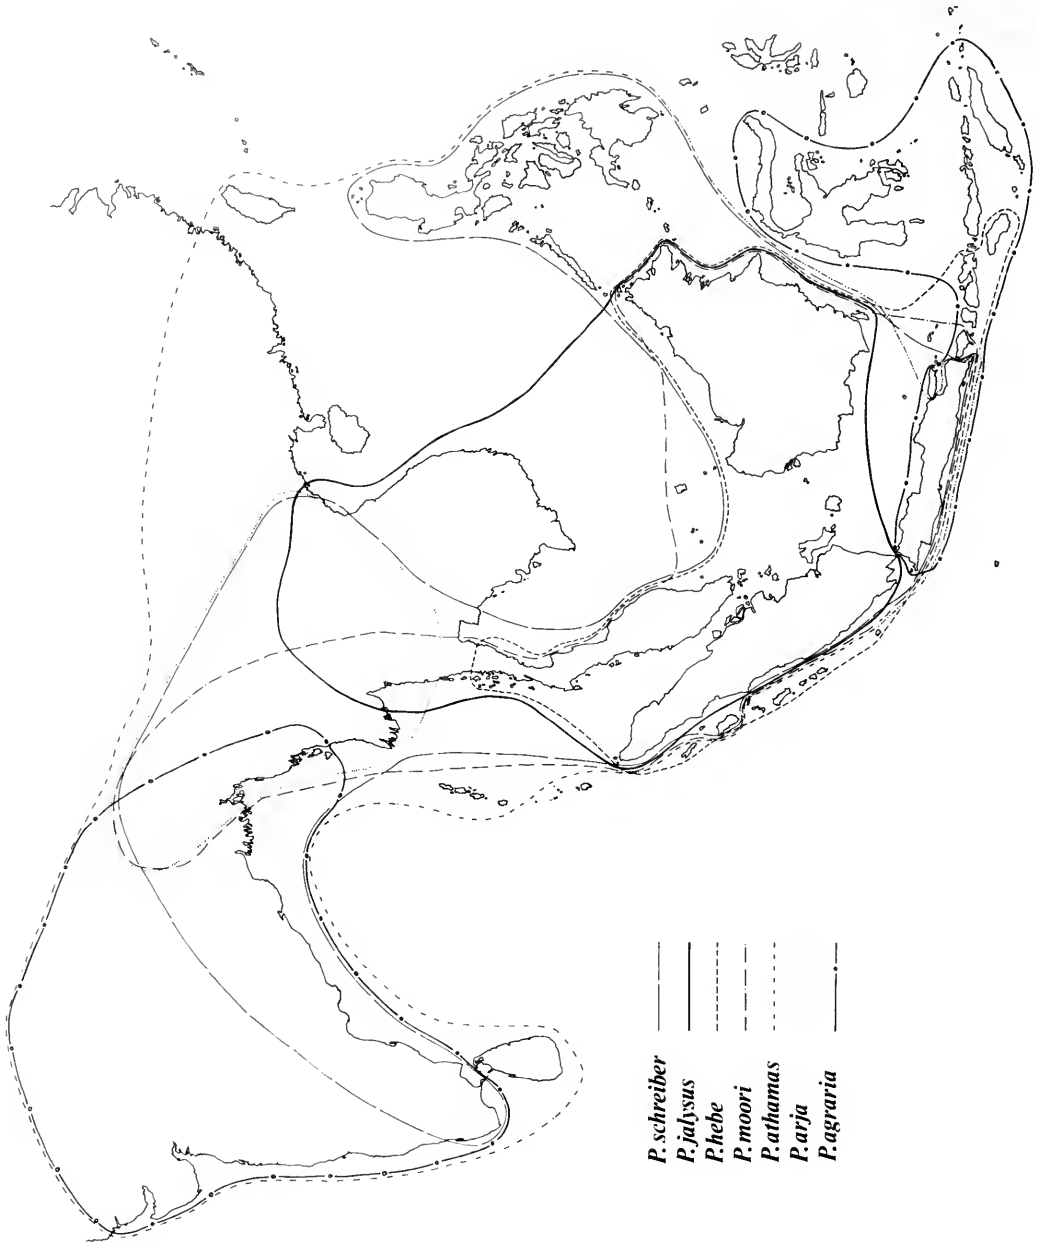 P. schreiber
P. jalysus
P. hebe
P. moori
P. athamas
P. arja
P. agraria